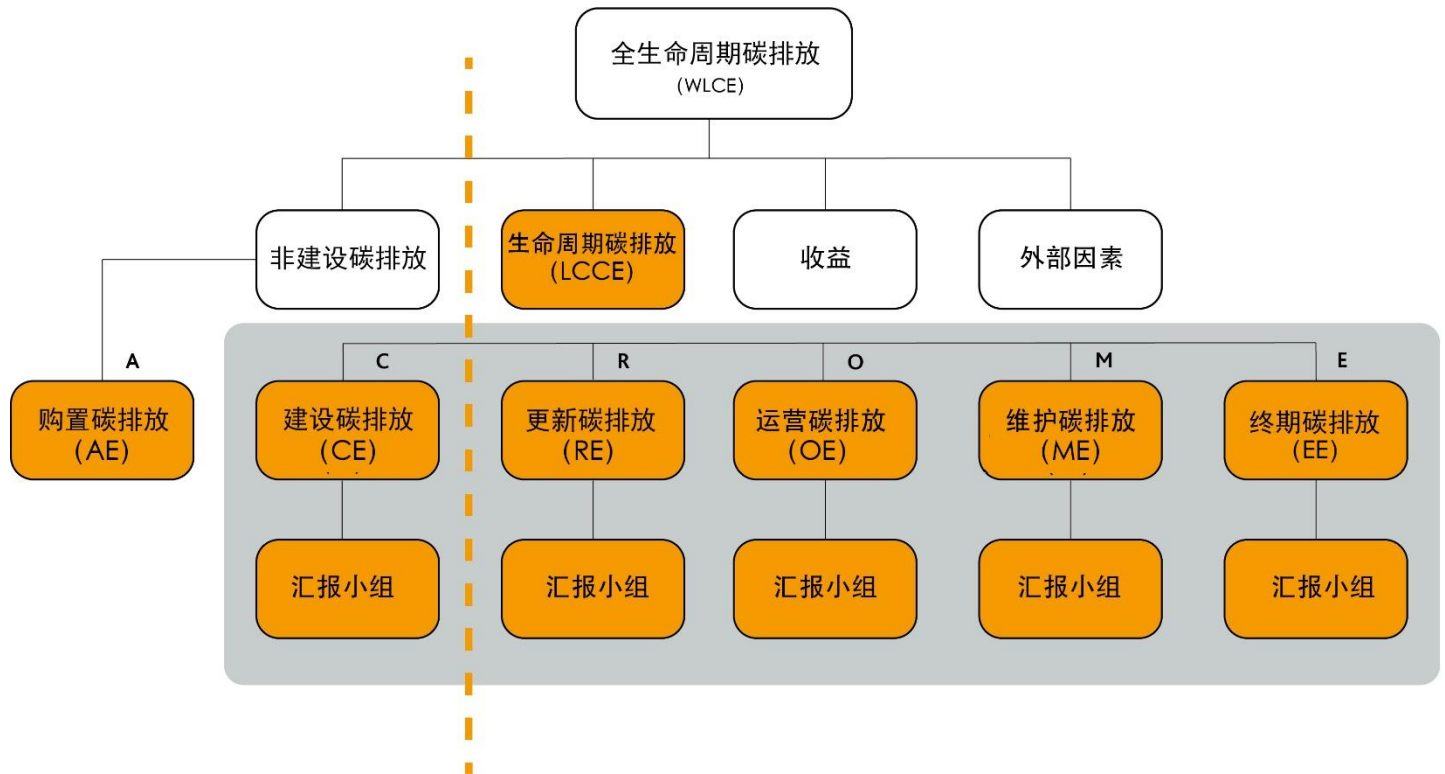 全生命周期碳排放
(WLCE)
非建设碳排放
生命周期碳排放
(LCCE)
收益
外部因素
A
C
R
O
M
E
购置碳排放
(AE)
建设碳排放
(CE)
更新碳排放
(RE)
运营碳排放
(OE)
维护碳排放
(ME)
终期碳排放
(EE)
汇报小组
汇报小组
汇报小组
汇报小组
汇报小组